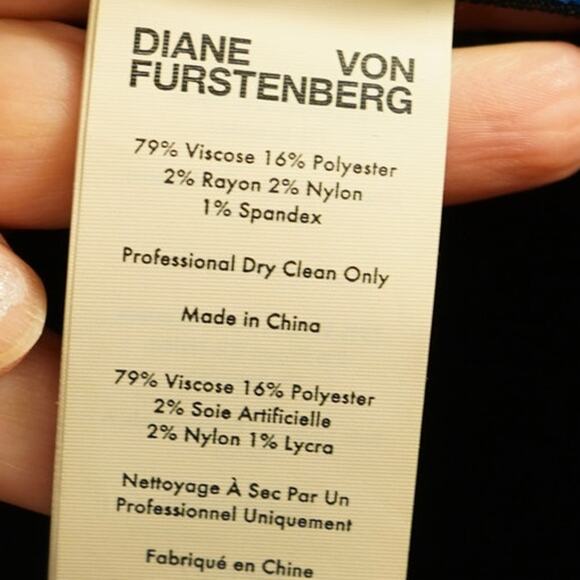 DIANE VON
FURSTENBERG
79% Viscose 16% Polyester
2% Rayon 2% Nylon
1% Spandex
Professional Dry Clean Only
Made in China
79% Viscose 16% Polyester
2% Soie Artificielle
2% Nylon 1% Lycra
Nettoyage À Sec Par Un
Professionnel Uniquement
Fabriqué en Chine